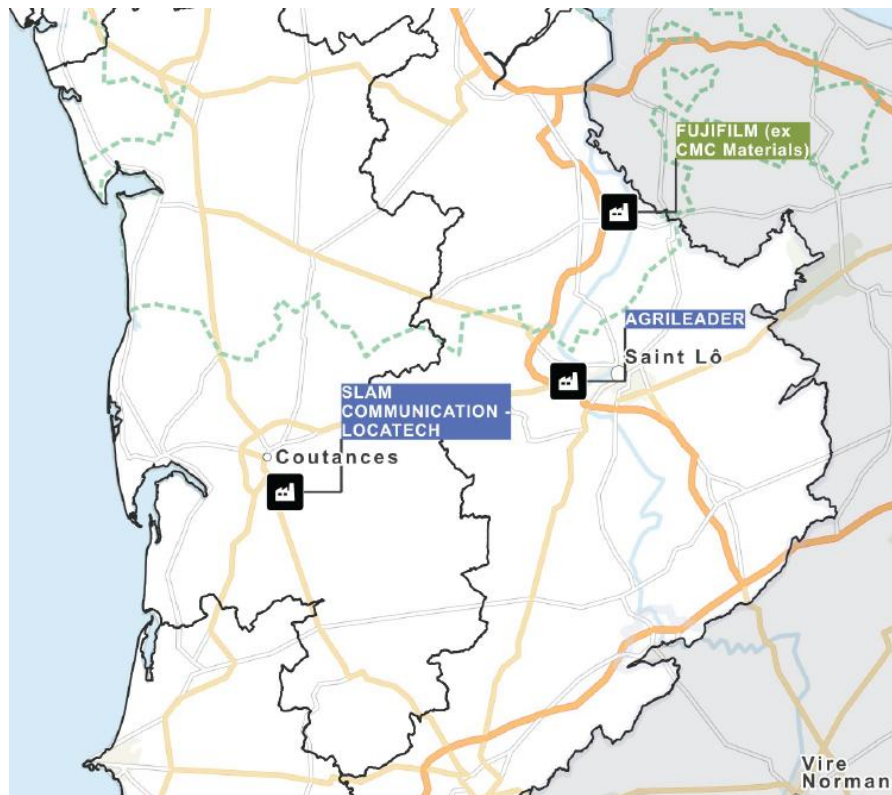 FUJIFILM (ex
CMC Materials)
AGRILEADER
Saint Lô
SLAM
COMMUNICATION -
LOCATECH
Coutances
Vire
Norman